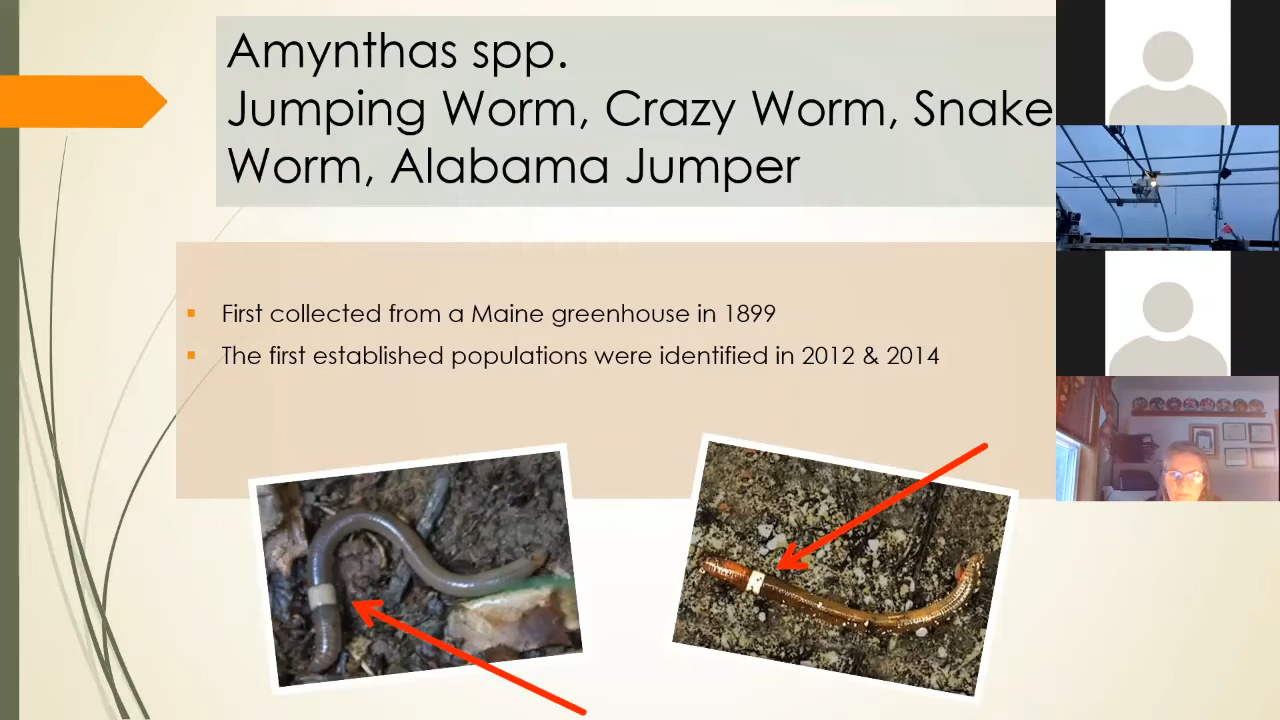 Amynthas spp.
Jumping Worm, Crazy Worm, Snake
Worm, Alabama Jumper
First collected from a Maine greenhouse in 1899
The first established populations were identified in 2012 & 2014